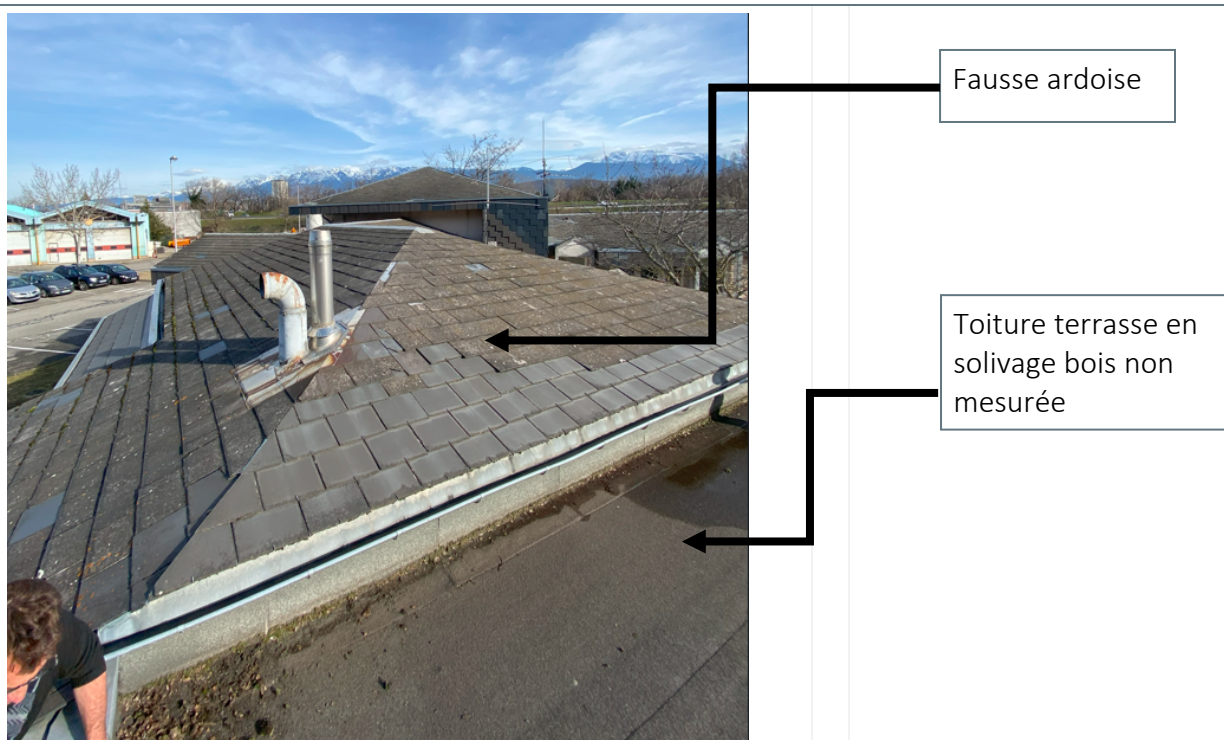 Fausse ardoise
Toiture terrasse en
solivage bois non
mesurée